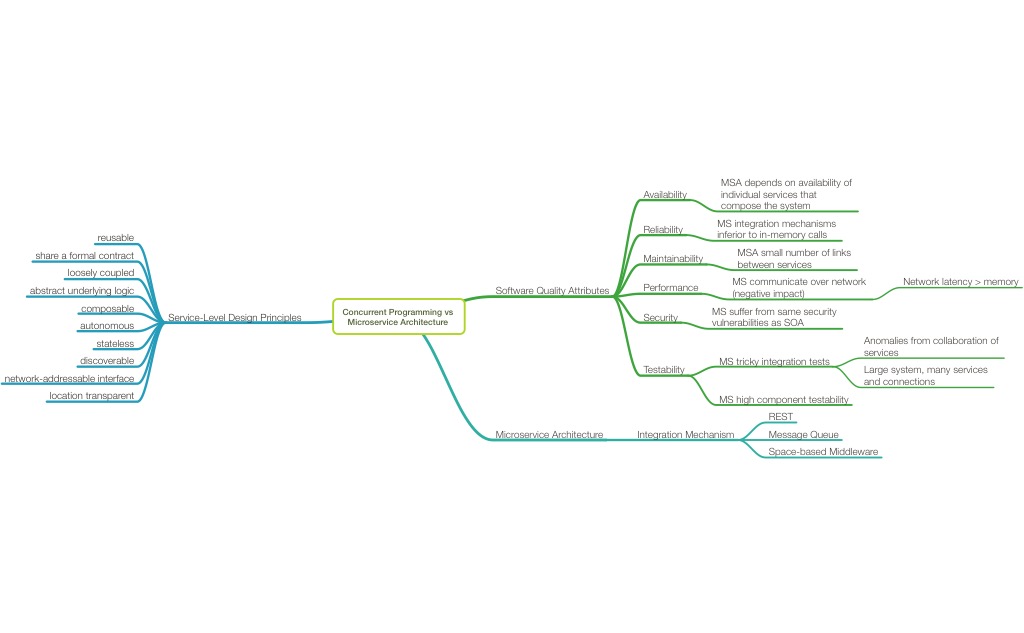 Concurrent Programming vs
Microservice Architecture
Service-Level Design Principles
reusable
share a formal contract
loosely coupled
abstract underlying logic
composable
autonomous
stateless
discoverable
network-addressable interface
location transparent
Software Quality Attributes
Availability
MSA depends on availability of
individual services that
compose the system
Reliability
MS integration mechanisms
inferior to in-memory calls
Maintainability
MSA small number of links
between services
Performance
MS communicate over network
(negative impact)
Network latency > memory
Security
MS suffer from same security
vulnerabilities as SOA
Testability
MS tricky integration tests
Anomalies from collaboration of
services
Large system, many services
and connections
MS high component testability
Microservice Architecture
Integration Mechanism
REST
Message Queue
Space-based Middleware